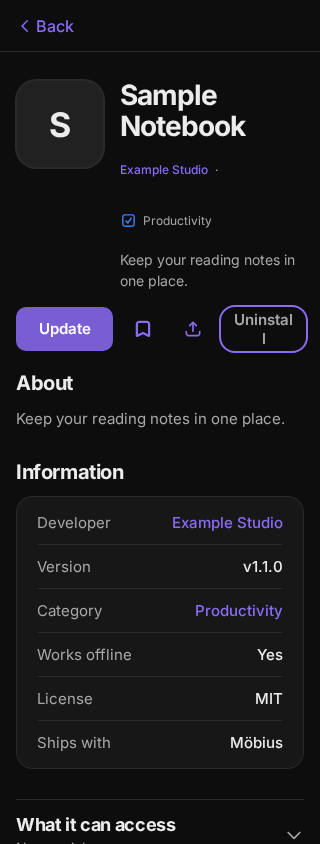 Back
S
Sample
Notebook
Example Studio ·
Productivity
Keep your reading notes in
one place.
Update
Uninstal
l
About
Keep your reading notes in one place.
Information
Developer Example Studio
Version v1.1.0
Category Productivity
Works offline Yes
License MIT
Ships with Möbius
What it can access